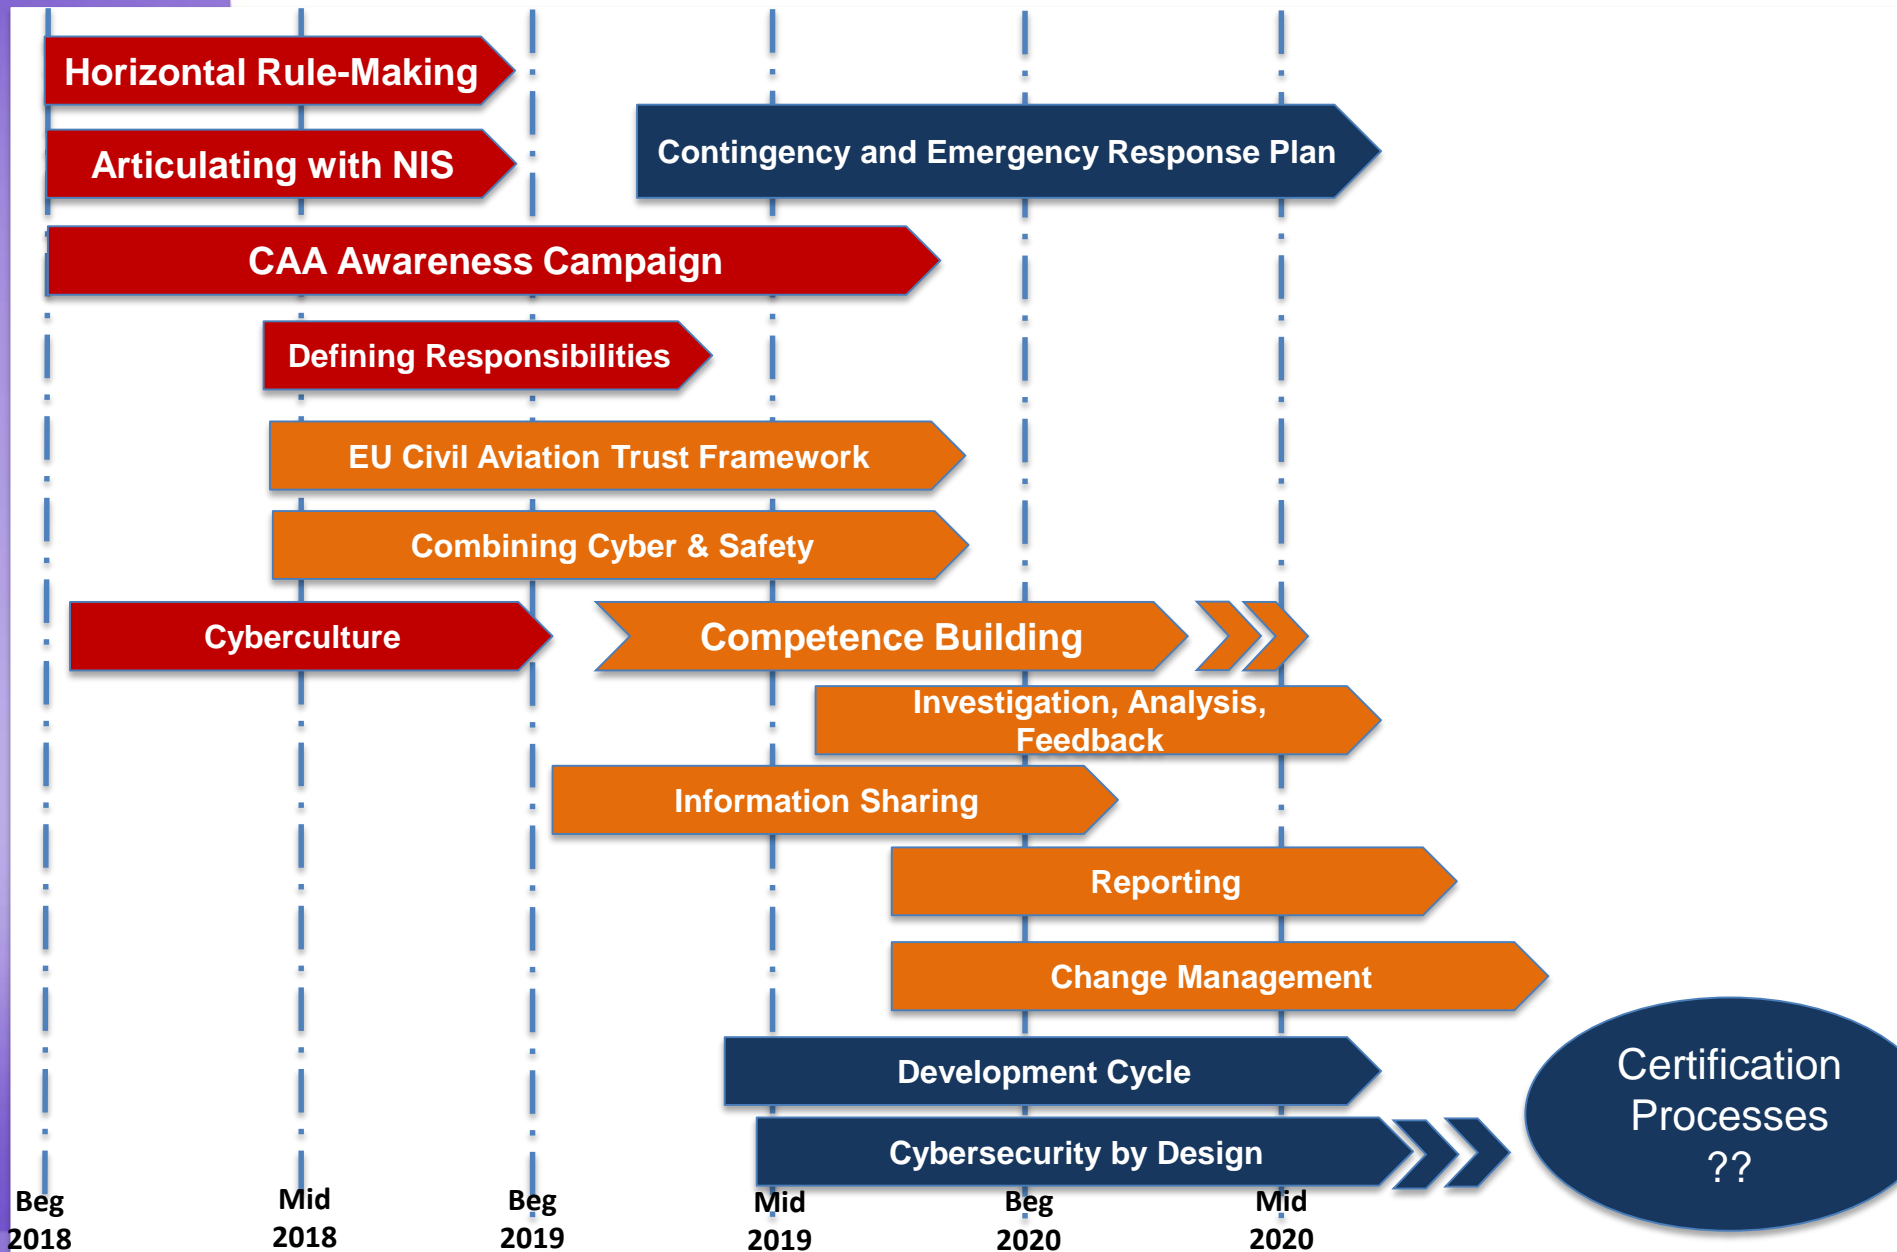 Horizontal Rule-Making
Articulating with NIS
Contingency and Emergency Response Plan
CAA Awareness Campaign
Defining Responsibilities
EU Civil Aviation Trust Framework
Combining Cyber & Safety
Cyberculture
Competence Building
Investigation, Analysis,
Feedback
Information Sharing
Reporting
Change Management
Development Cycle
Cybersecurity by Design
Certification
Processes
??
Beg
2018
Mid
2018
Beg
2019
Mid
2019
Beg
2020
Mid
2020